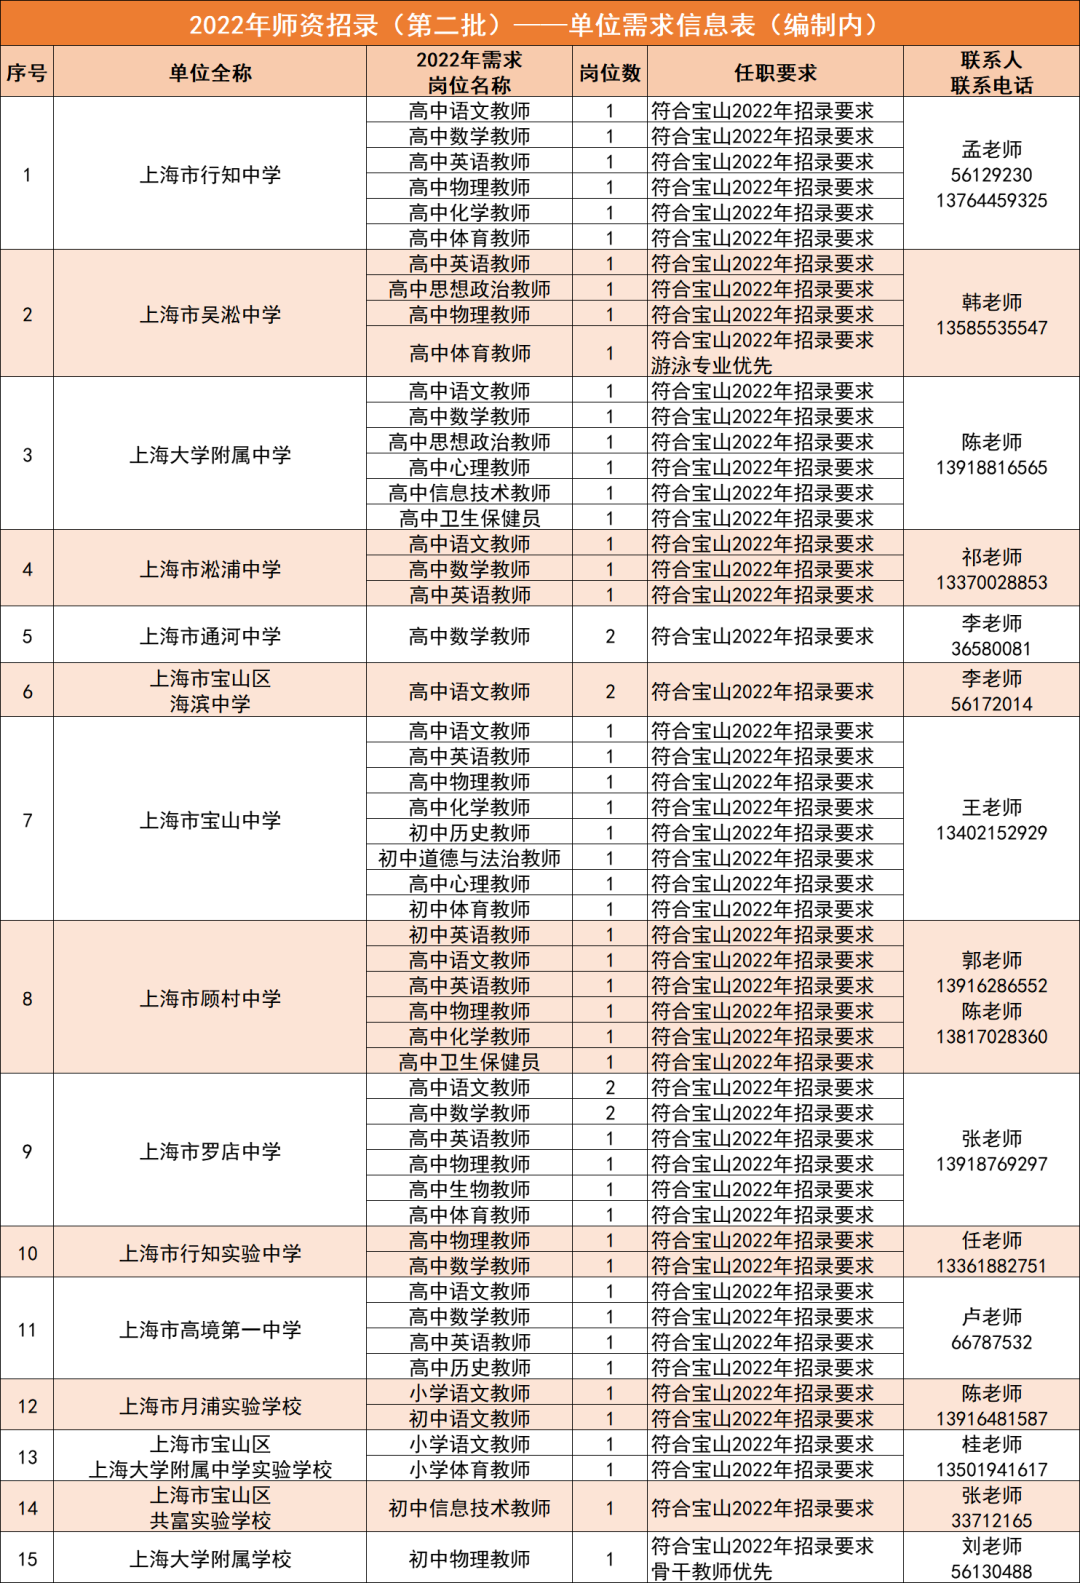 2022年师资招录（第二批）——单位需求信息表（编制内）
序号 单位全称 2022年需求岗位名称 岗位数 任职要求 联系人联系电话
1 上海市行知中学 高中语文教师 1 符合宝山2022年招录要求 孟老师 56129230 13764459325
高中数学教师 1 符合宝山2022年招录要求
高中英语教师 1 符合宝山2022年招录要求
高中物理教师 1 符合宝山2022年招录要求
高中化学教师 1 符合宝山2022年招录要求
高中体育教师 1 符合宝山2022年招录要求
2 上海市吴淞中学 高中英语教师 1 符合宝山2022年招录要求 韩老师 13585535547
高中思想政治教师 1 符合宝山2022年招录要求
高中物理教师 1 符合宝山2022年招录要求
高中体育教师 1 符合宝山2022年招录要求
游泳专业优先
3 上海大学附属中学 高中语文教师 1 符合宝山2022年招录要求 陈老师 13918816565
高中数学教师 1 符合宝山2022年招录要求
高中思想政治教师 1 符合宝山2022年招录要求
高中心理教师 1 符合宝山2022年招录要求
高中信息技术教师 1 符合宝山2022年招录要求
高中卫生保健员 1 符合宝山2022年招录要求
4 上海市淞浦中学 高中语文教师 1 符合宝山2022年招录要求 祁老师 13370028853
高中数学教师 1 符合宝山2022年招录要求
高中英语教师 1 符合宝山2022年招录要求
5 上海市通河中学 高中数学教师 2 符合宝山2022年招录要求 李老师 36580081
6 上海市宝山区海滨中学 高中语文教师 2 符合宝山2022年招录要求 李老师 56172014
7 上海市宝山中学 高中语文教师 1 符合宝山2022年招录要求 王老师 13402152929
高中英语教师 1 符合宝山2022年招录要求
高中物理教师 1 符合宝山2022年招录要求
高中化学教师 1 符合宝山2022年招录要求
初中历史教师 1 符合宝山2022年招录要求
初中道德与法治教师 1 符合宝山2022年招录要求
高中心理教师 1 符合宝山2022年招录要求
初中体育教师 1 符合宝山2022年招录要求
8 上海市顾村中学 初中英语教师 1 符合宝山2022年招录要求 郭老师 13916286552 陈老师 13817028360
高中语文教师 1 符合宝山2022年招录要求
高中英语教师 1 符合宝山2022年招录要求
高中物理教师 1 符合宝山2022年招录要求
高中化学教师 1 符合宝山2022年招录要求
高中卫生保健员 1 符合宝山2022年招录要求
9 上海市罗店中学 高中语文教师 2 符合宝山2022年招录要求 张老师 13918769297
高中数学教师 2 符合宝山2022年招录要求
高中英语教师 1 符合宝山2022年招录要求
高中物理教师 1 符合宝山2022年招录要求
高中生物教师 1 符合宝山2022年招录要求
高中体育教师 1 符合宝山2022年招录要求
10 上海市行知实验中学 高中物理教师 1 符合宝山2022年招录要求 任老师 13361882751
高中数学教师 1 符合宝山2022年招录要求
11 上海市高境第一中学 高中语文教师 1 符合宝山2022年招录要求 卢老师 66787532
高中数学教师 1 符合宝山2022年招录要求
高中英语教师 1 符合宝山2022年招录要求
高中历史教师 1 符合宝山2022年招录要求
12 上海市月浦实验学校 小学语文教师 1 符合宝山2022年招录要求 陈老师 13916481587
初中语文教师 1 符合宝山2022年招录要求
13 上海市宝山区上海大学附属中学实验学校 小学语文教师 1 符合宝山2022年招录要求 桂老师 13501941617
小学体育教师 1 符合宝山2022年招录要求
14 上海市宝山区共富实验学校 初中信息技术教师 1 符合宝山2022年招录要求 张老师 33712165
15 上海大学附属学校 初中物理教师 1 符合宝山2022年招录要求 刘老师 56130488
骨干教师优先